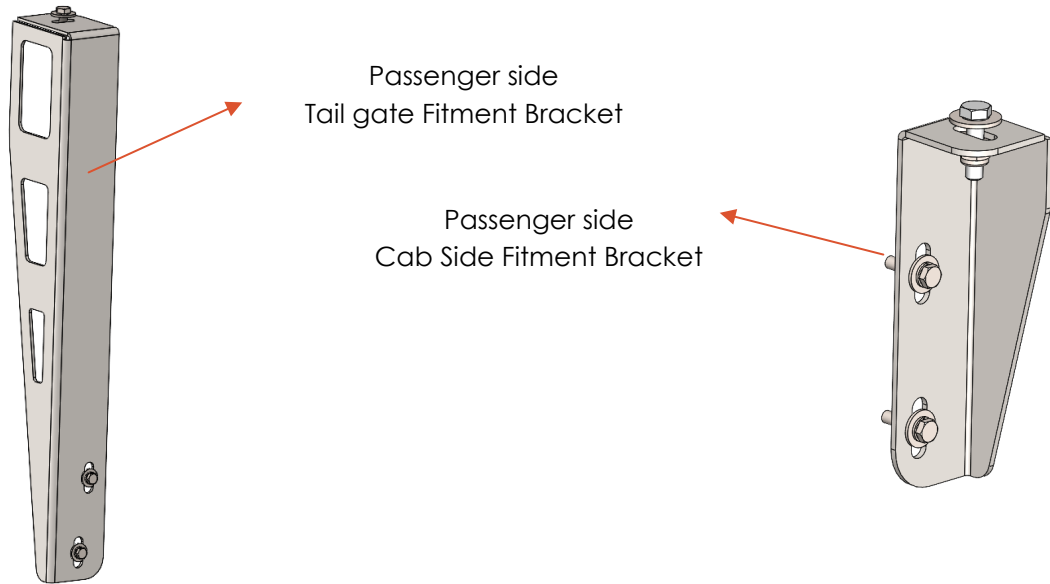 Passenger side
Tail gate Fitment Bracket
Passenger side
Cab Side Fitment Bracket